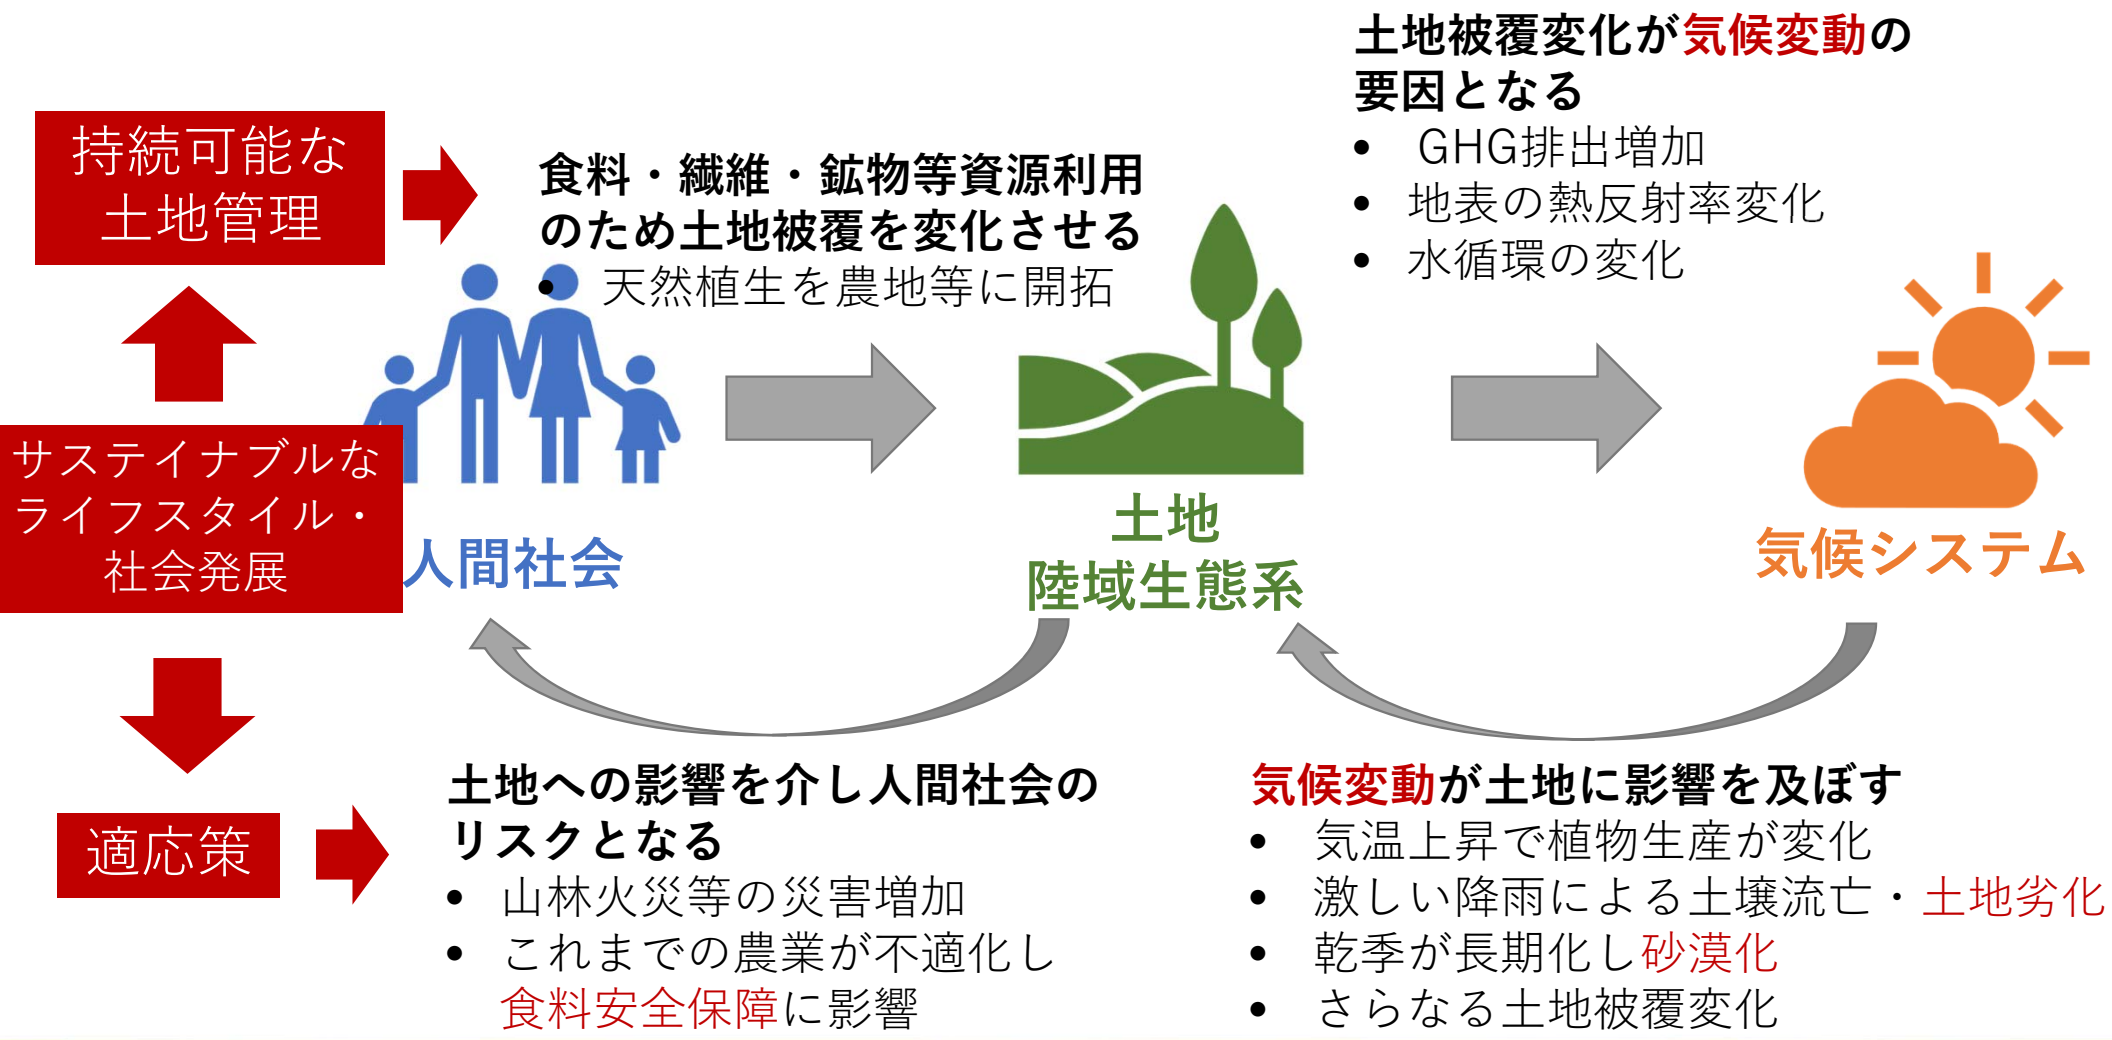 土地被覆変化が気候変動の
要因となる
• GHG排出増加
• 地表の熱反射率変化
• 水循環の変化
持続可能な
土地管理
食料・繊維・鉱物等資源利用
のため土地被覆を変化させる
• 天然植生を農地等に開拓
サステイナブルな
ライフスタイル・
社会発展
人間社会
土地
陸域生態系
気候システム
適応策
土地への影響を介し人間社会の
リスクとなる
• 山林火災等の災害増加
• これまでの農業が不適化し
食料安全保障に影響
気候変動が土地に影響を及ぼす
• 気温上昇で植物生産が変化
• 激しい降雨による土壌流亡・土地劣化
• 乾季が長期化し砂漠化
• さらなる土地被覆変化